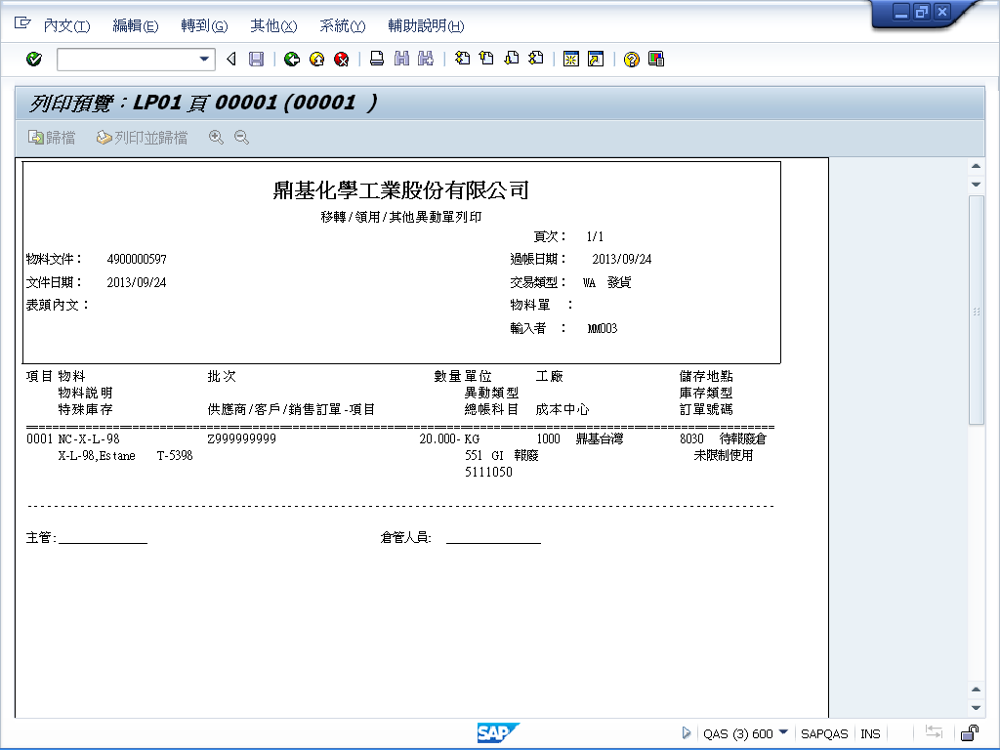 內文(T) 編輯(E) 轉到(G) 其他(X) 系統(Y) 輔助說明(H)
列印預覽：LP01 頁 00001 (00001 )
歸檔 列印並歸檔
鼎基化學工業股份有限公司
移轉/領用/其他異動單列印
頁次： 1/1
物料文件： 4900000597 過帳日期： 2013/09/24
文件日期： 2013/09/24 交易類型： WA 發貨
表頭內文： 物料單 ：
輸入者 ： MM003
項目 物料 批次 數量 單位 工廠 儲存地點
物料說明 異動類型 庫存類型
特殊庫存 供應商/客戶/銷售訂單-項目 總帳科目 成本中心 訂單號碼
0001 NC-X-L-98 Z999999999 20.000- KG 1000 鼎基台灣 8030 待報廢倉
X-L-98,Estane T-5398 551 GI 報廢 未限制使用
5111050
主管:______________ 倉管人員: ______________
SAP QAS (3) 600 SAPQAS INS